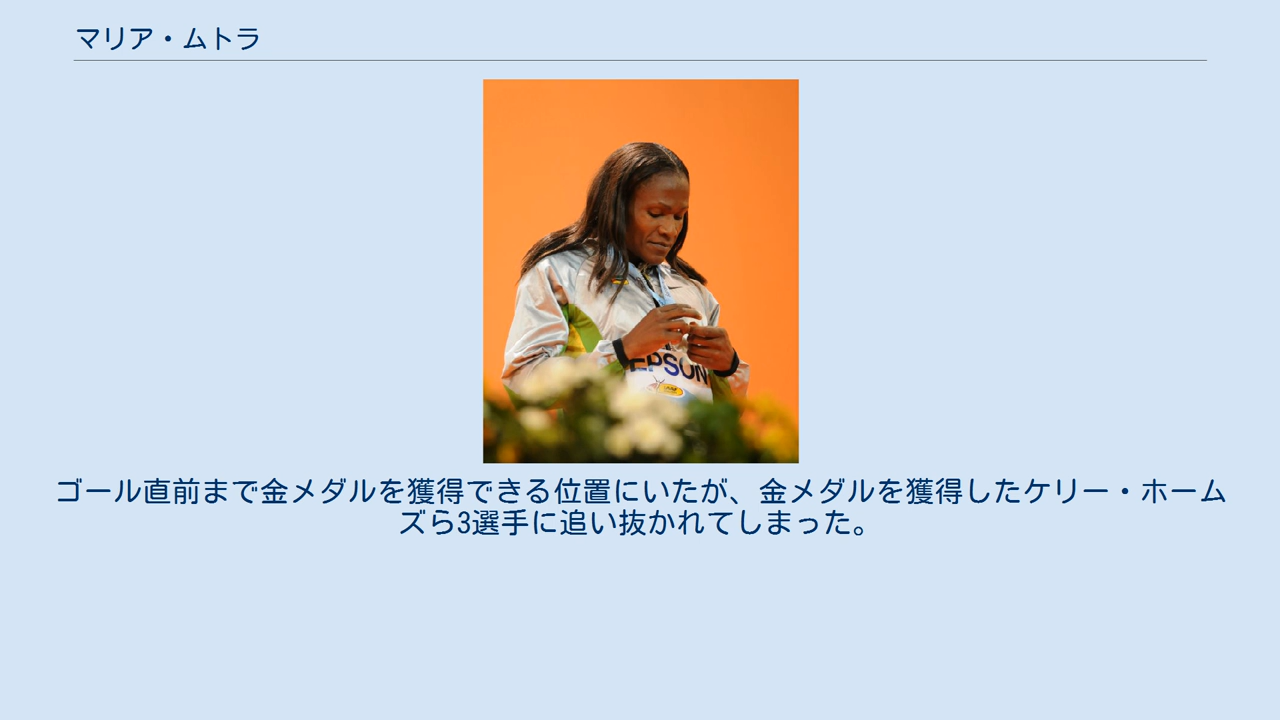 マリア・ムトラ
EPSON
ゴール直前まで金メダルを獲得できる位置にいたが、金メダルを獲得したケリー・ホーム
ズら3選手に追い抜かれてしまった。